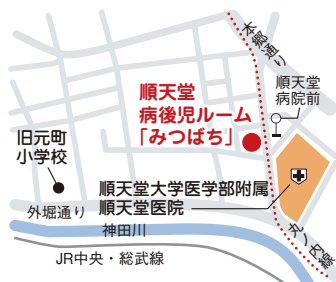 本郷通り
順天堂
病院前
順天堂
病後児ルーム
「みつばち」
旧元町
小学校
順天堂大学医学部附属
順天堂医院
外堀通り
神田川
丸ノ内線
JR中央・総武線